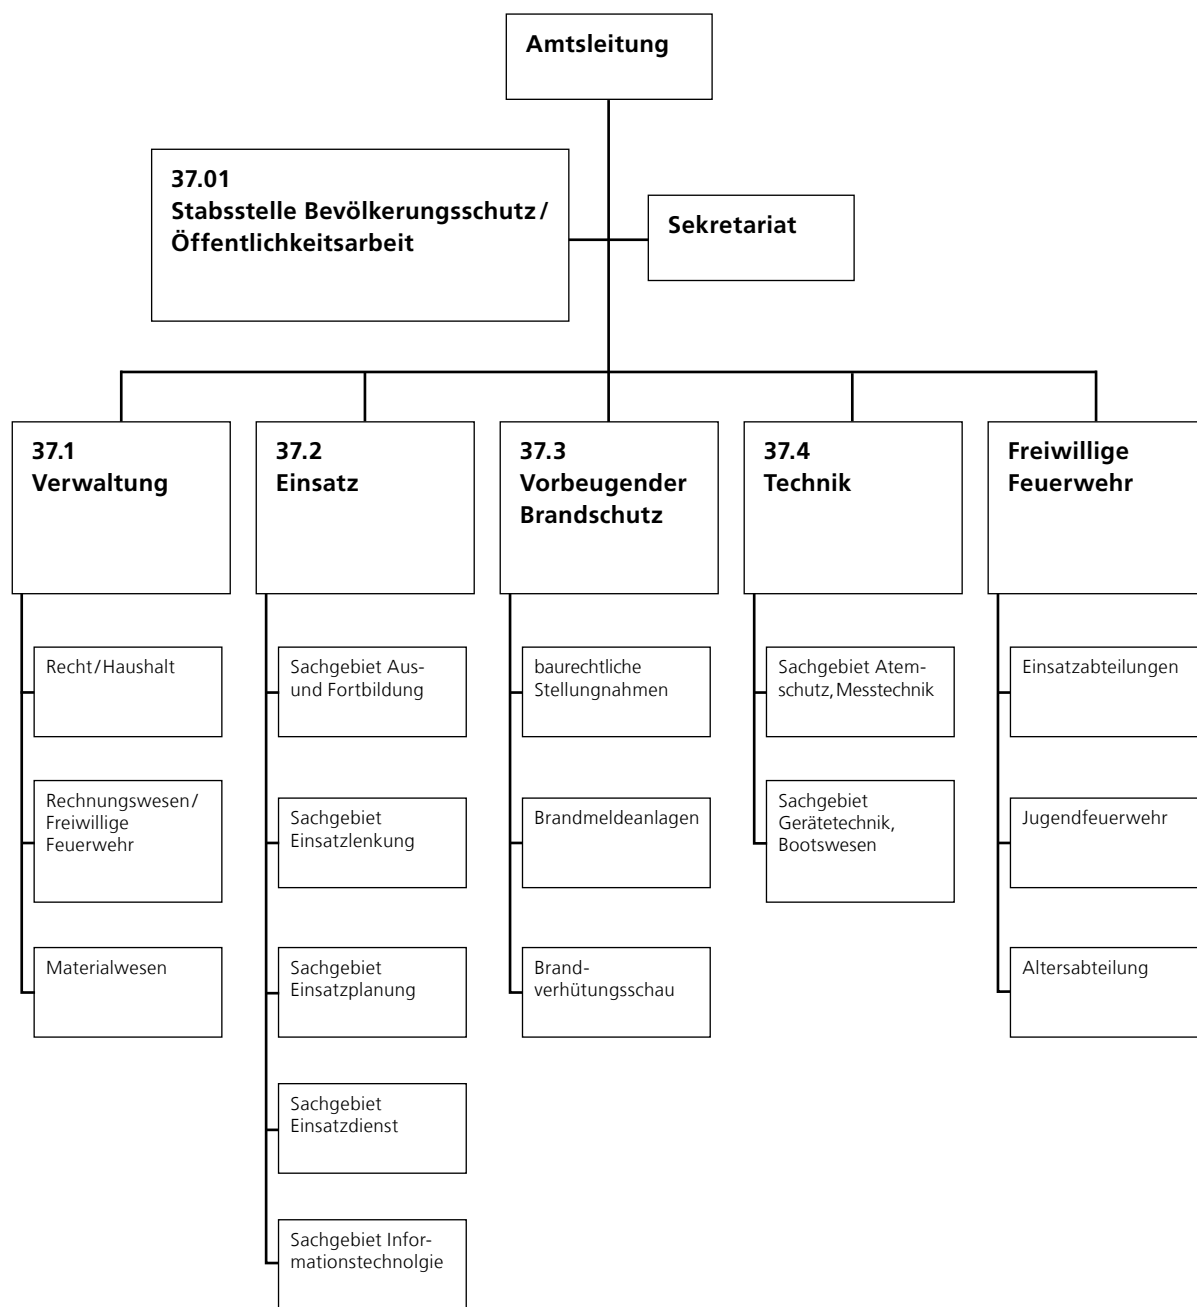 Amtsleitung
37.01
Stabsstelle Bevölkerungsschutz/
Öffentlichkeitsarbeit
Sekretariat
37.1
Verwaltung
37.2
Einsatz
37.3
Vorbeugender
Brandschutz
37.4
Technik
Freiwillige
Feuerwehr
Recht/Haushalt
Rechnungswesen/
Freiwillige
Feuerwehr
Materialwesen
Sachgebiet Aus-
und Fortbildung
Sachgebiet
Einsatzlenkung
Sachgebiet
Einsatzplanung
Sachgebiet
Einsatzdienst
Sachgebiet Infor-
mationstechnolgie
baurechtliche
Stellungnahmen
Brandmeldeanlagen
Brand-
verhütungsschau
Sachgebiet Atem-
schutz, Messtechnik
Sachgebiet
Gerätetechnik,
Bootswesen
Einsatzabteilungen
Jugendfeuerwehr
Altersabteilung